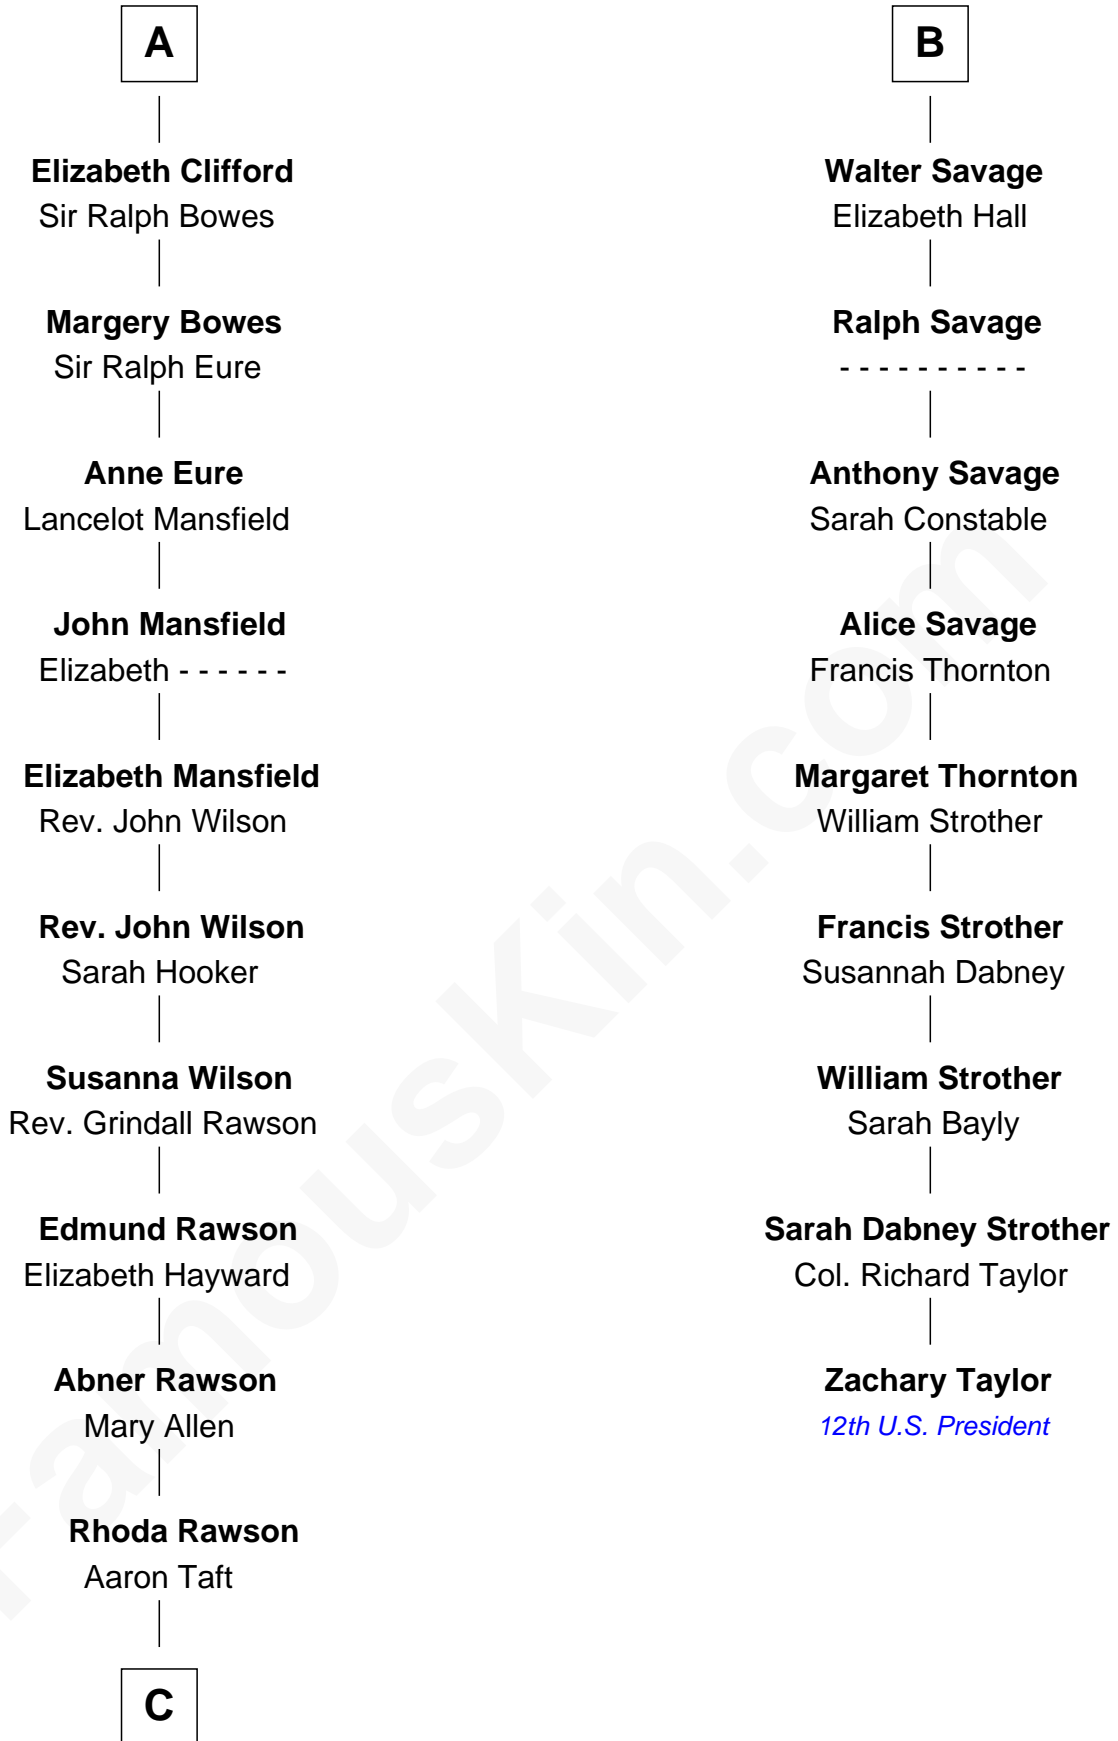 A
Elizabeth Clifford
Sir Ralph Bowes
Margery Bowes
Sir Ralph Eure
Anne Eure
Lancelot Mansfield
John Mansfield
Elizabeth - - - - - -
Elizabeth Mansfield
Rev. John Wilson
Rev. John Wilson
Sarah Hooker
Susanna Wilson
Rev. Grindall Rawson
Edmund Rawson
Elizabeth Hayward
Abner Rawson
Mary Allen
Rhoda Rawson
Aaron Taft
C
B
Walter Savage
Elizabeth Hall
Ralph Savage
- - - - - - - - - -
Anthony Savage
Sarah Constable
Alice Savage
Francis Thornton
Margaret Thornton
William Strother
Francis Strother
Susannah Dabney
William Strother
Sarah Bayly
Sarah Dabney Strother
Col. Richard Taylor
Zachary Taylor
12th U.S. President
FamousKin.com